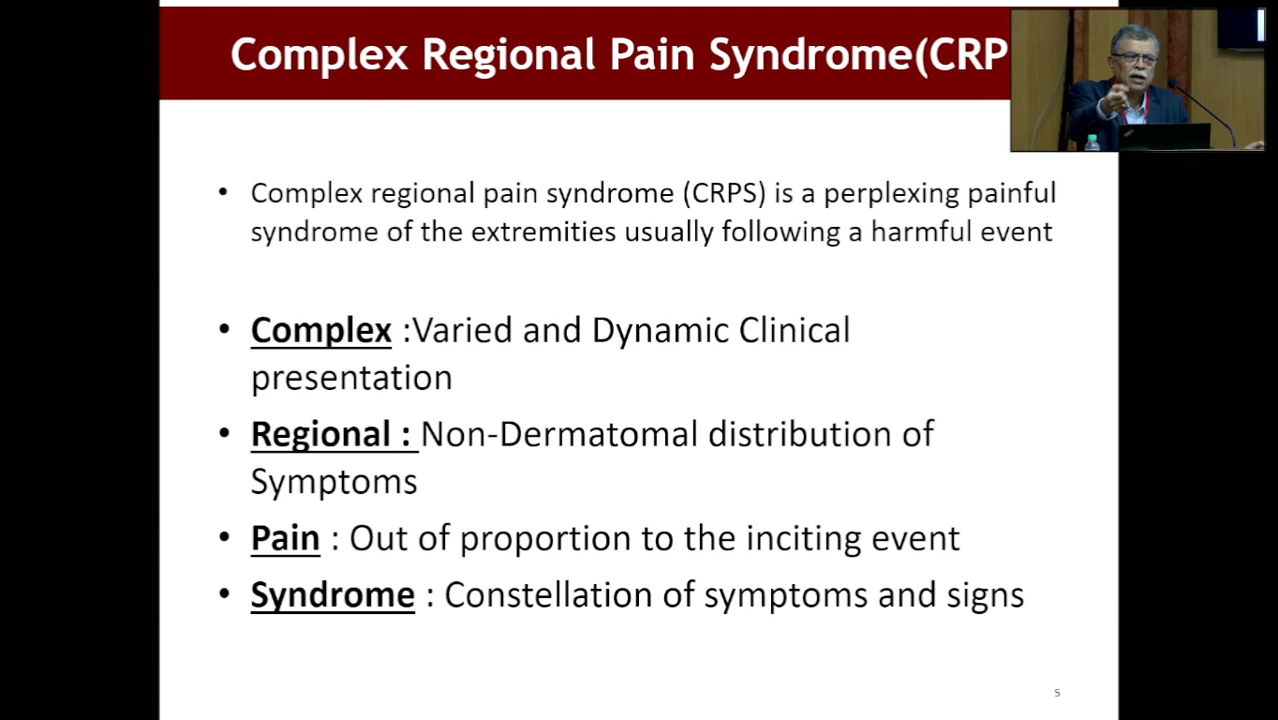 Complex Regional Pain Syndrome(CRP
• Complex regional pain syndrome (CRPS) is a perplexing painful
syndrome of the extremities usually following a harmful event
• Complex :Varied and Dynamic Clinical
presentation
• Regional : Non-Dermatomal distribution of
Symptoms
• Pain : Out of proportion to the inciting event
• Syndrome : Constellation of symptoms and signs
5